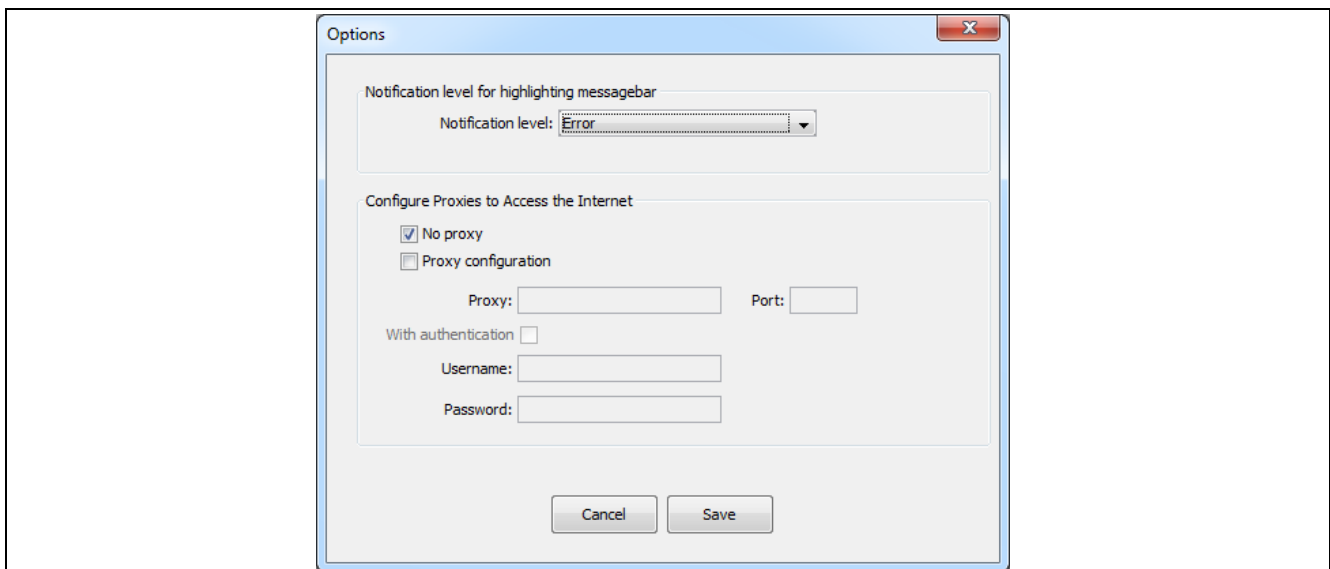 Options
Notification level for highlighting messagebar
Notification level: Error
Configure Proxies to Access the Internet
No proxy
Proxy configuration
Proxy: Port:
With authentication
Username:
Password:
Cancel Save